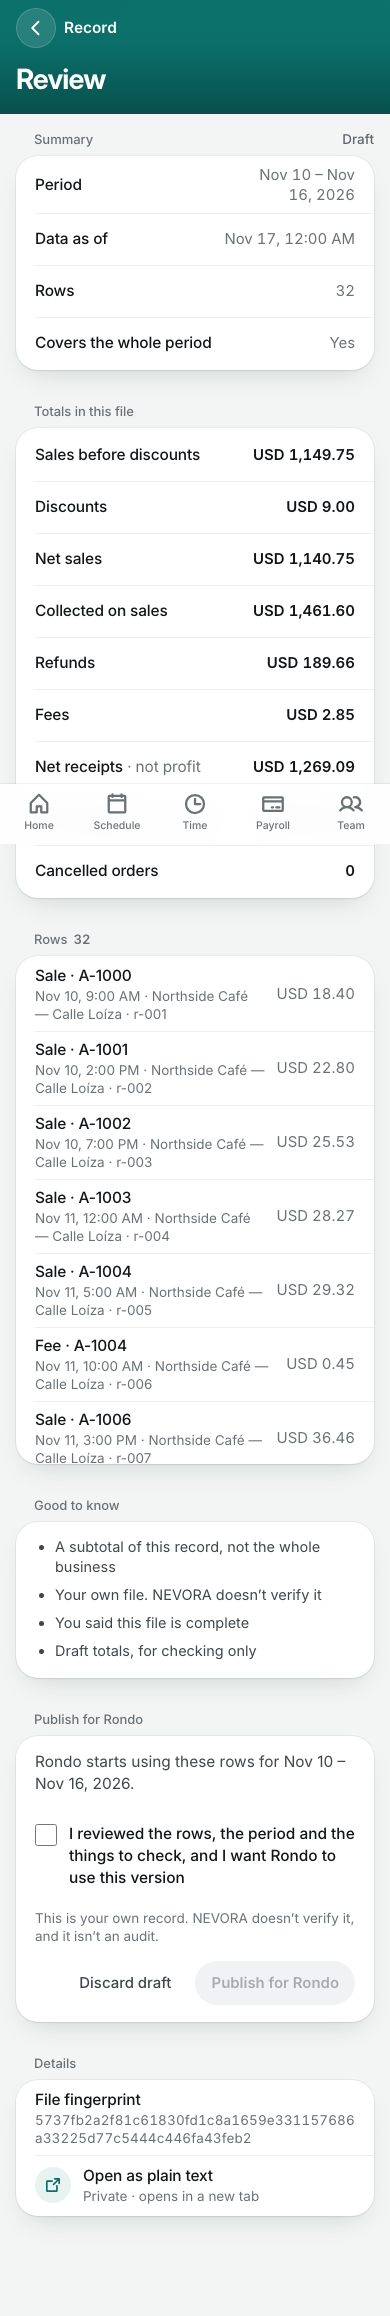 Record
Review
Summary
Draft
Period
Nov 10 – Nov
16, 2026
Data as of
Nov 17, 12:00 AM
Rows
32
Covers the whole period
Yes
Totals in this file
Sales before discounts
USD 1,149.75
Discounts
USD 9.00
Net sales
USD 1,140.75
Collected on sales
USD 1,461.60
Refunds
USD 189.66
Fees
USD 2.85
Net receipts · not profit
USD 1,269.09
Home
Schedule
Time
Payroll
Team
Cancelled orders
0
Rows 32
Sale · A-1000
Nov 10, 9:00 AM · Northside Café
— Calle Loíza · r-001
USD 18.40
Sale · A-1001
Nov 10, 2:00 PM · Northside Café —
Calle Loíza · r-002
USD 22.80
Sale · A-1002
Nov 10, 7:00 PM · Northside Café —
Calle Loíza · r-003
USD 25.53
Sale · A-1003
Nov 11, 12:00 AM · Northside Café
— Calle Loíza · r-004
USD 28.27
Sale · A-1004
Nov 11, 5:00 AM · Northside Café —
Calle Loíza · r-005
USD 29.32
Fee · A-1004
Nov 11, 10:00 AM · Northside Café —
Calle Loíza · r-006
USD 0.45
Sale · A-1006
Nov 11, 3:00 PM · Northside Café —
Calle Loíza · r-007
USD 36.46
Good to know
• A subtotal of this record, not the whole
business
• Your own file. NEVORA doesn’t verify it
• You said this file is complete
• Draft totals, for checking only
Publish for Rondo
Rondo starts using these rows for Nov 10 –
Nov 16, 2026.
I reviewed the rows, the period and the
things to check, and I want Rondo to
use this version
This is your own record. NEVORA doesn’t verify it,
and it isn’t an audit.
Discard draft
Publish for Rondo
Details
File fingerprint
5737fb2a2f81c61830fd1c8a1659e331157686
a33225d77c5444c446fa43feb2
Open as plain text
Private · opens in a new tab